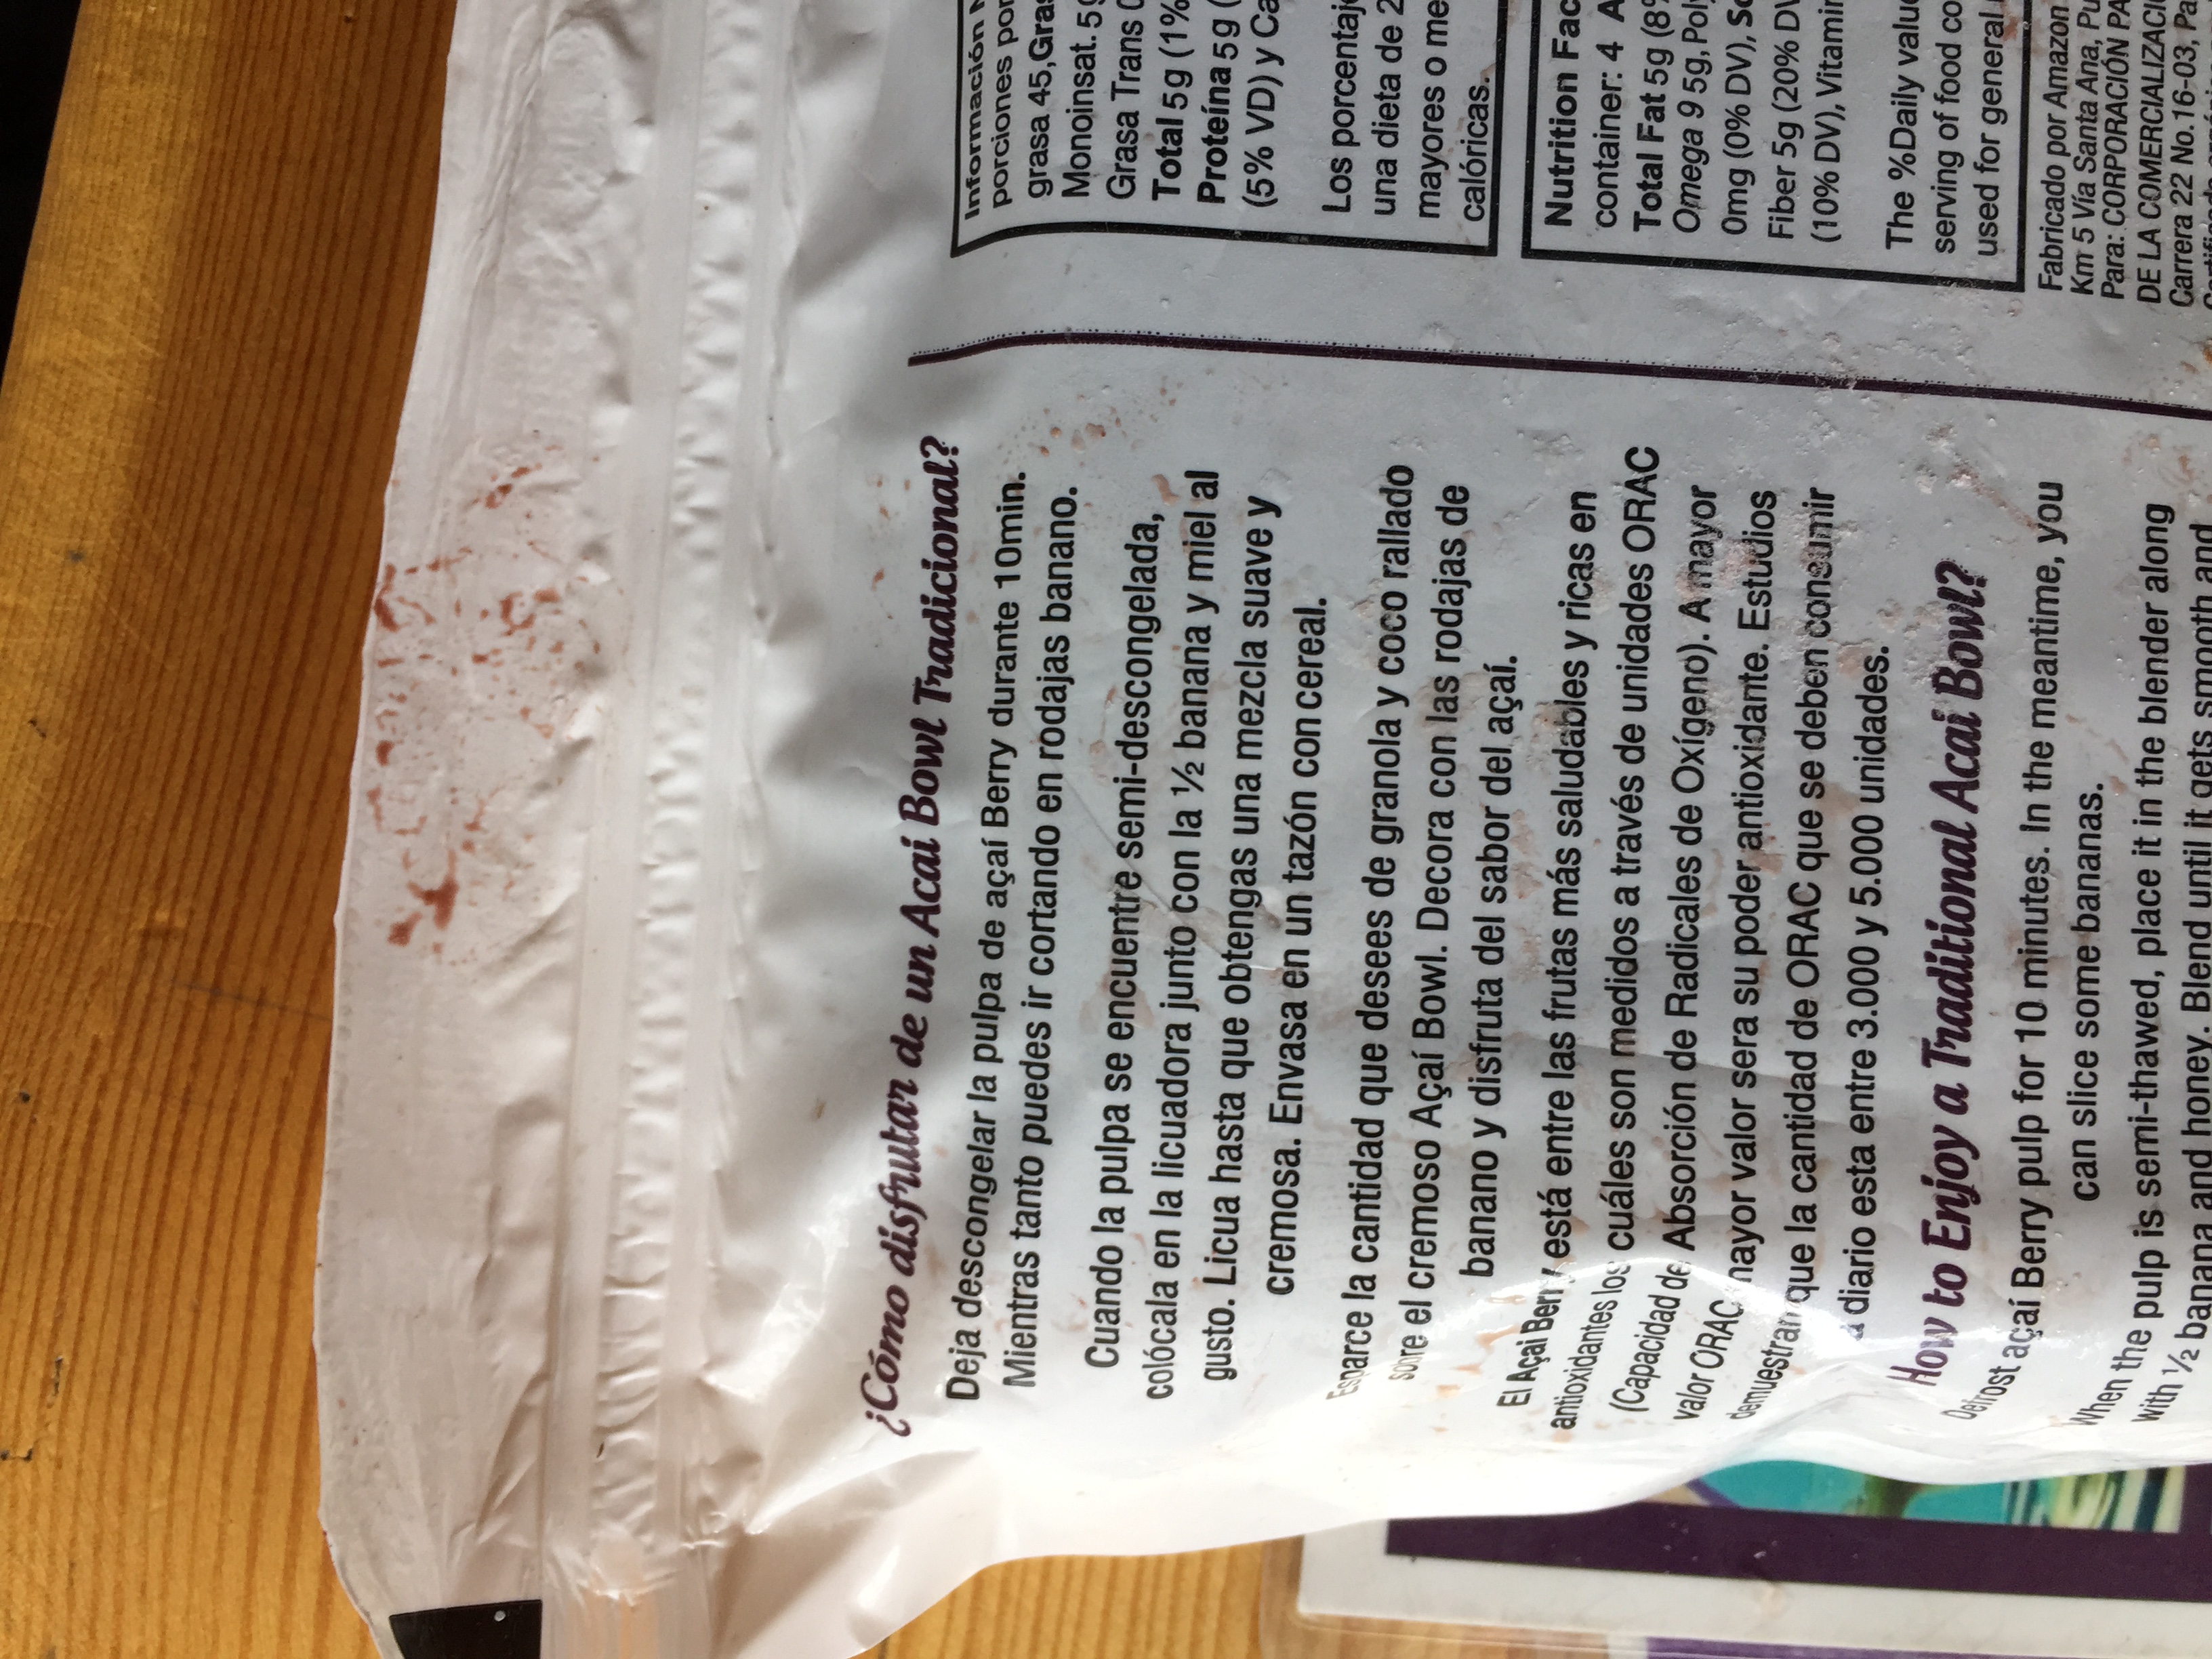 ¿Cómo disfrutar de un Acai Bowl Tradicional?
Deja descongelar la pulpa de açaí Berry durante 10min.
Mientras tanto puedes ir cortando en rodajas banano.
Cuando la pulpa se encuentre semi-descongelada,
colócala en la licuadora junto con la ½ banana y miel al
gusto. Licua hasta que obtengas una mezcla suave y
cremosa. Envasa en un tazón con cereal.
Esparce la cantidad que desees de granola y coco rallado
sobre el cremoso Açaí Bowl. Decora con las rodajas de
banano y disfruta del sabor del açaí.
El Açai Berry está entre las frutas más saludables y ricas en
antioxidantes los cuáles son medidos a través de unidades ORAC
(Capacidad de Absorción de Radicales de Oxígeno). A mayor
valor ORAC mayor valor sera su poder antioxidante. Estudios
demuestran que la cantidad de ORAC que se deben consumir
a diario esta entre 3.000 y 5.000 unidades.
How to Enjoy a Traditional Acai Bowl?
Defrost açaí Berry pulp for 10 minutes. In the meantime, you
can slice some bananas.
When the pulp is semi-thawed, place it in the blender along
with ½ banana and honey. Blend until it gets smooth and
Información
porciones por
grasa 45,
Monoinsat. 5g
Grasa Trans
Total 5g (1%
Proteína 5g (
(5% VD) y
Los
una dieta de
mayores o
calóricas.
Nutrition
container: 4
Total Fat 5g (8%
Omega 9 5g,
0mg (0% DV),
Fiber 5g (20%
(10% DV),
The %Daily
serving of food
used for general
Fabricado por Amazon
Km 5 Vía Santa Ana,
Para: CORPORACIÓN
DE LA
Carrera 22 No.16-03,